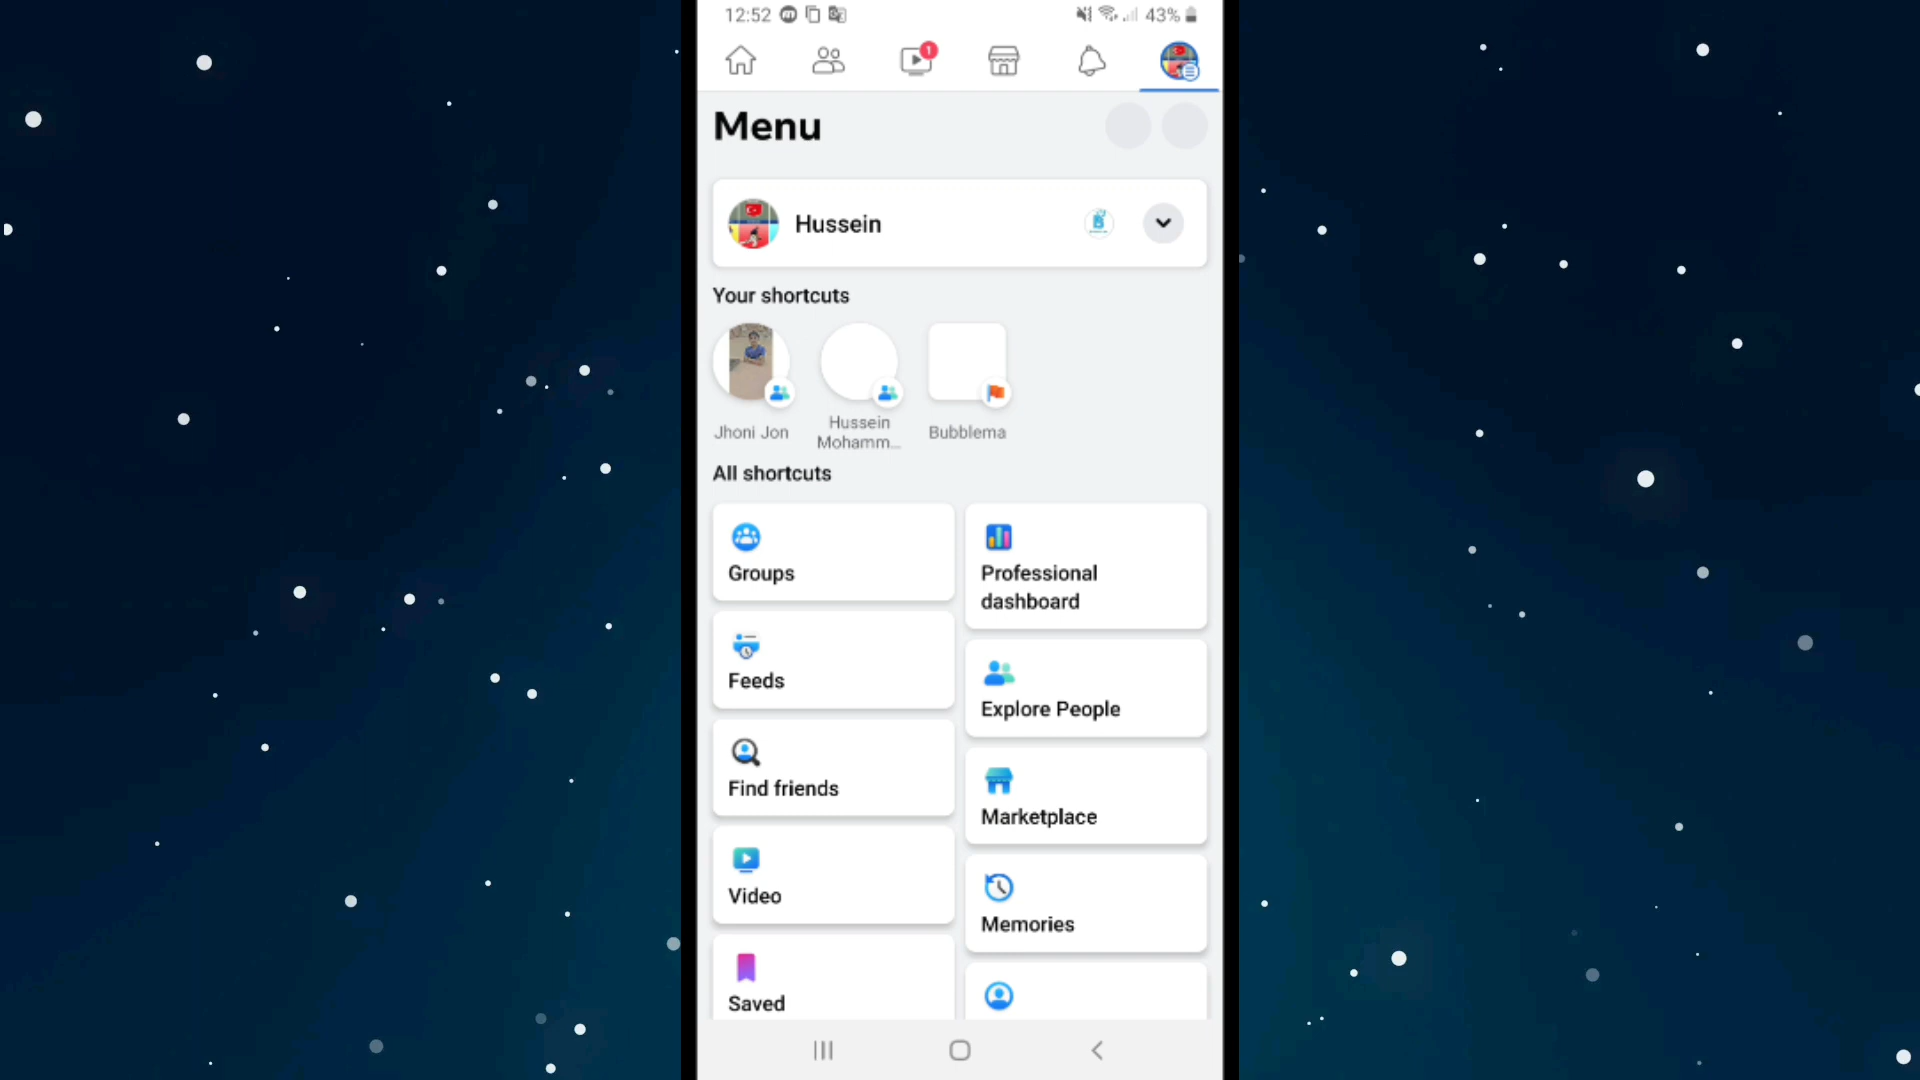 12:52
43%
1
Menu
Hussein
Your shortcuts
Jhoni Jon
Hussein
Mohamm...
Bubblema
All shortcuts
Groups
Professional
dashboard
Feeds
Explore People
Find friends
Marketplace
Video
Memories
Saved